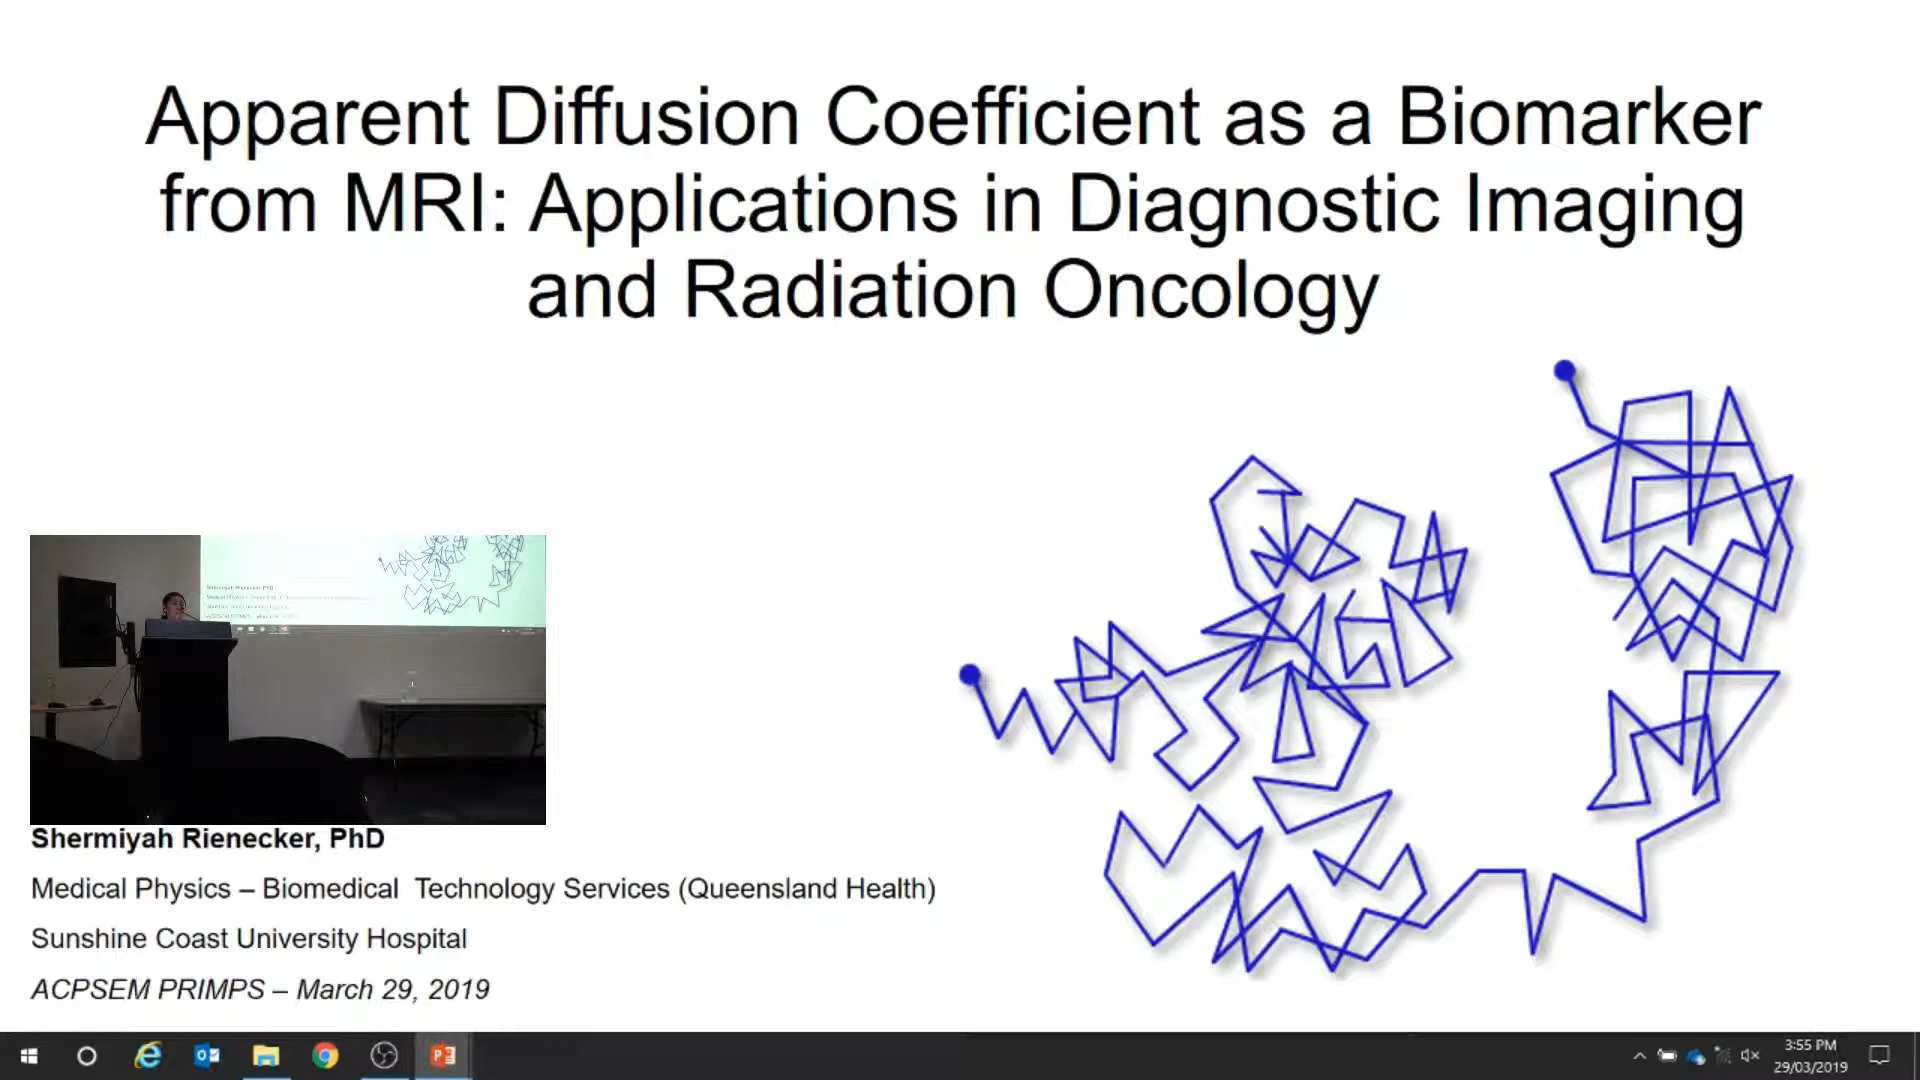 Apparent Diffusion Coefficient as a Biomarker
from MRI: Applications in Diagnostic Imaging
and Radiation Oncology
Shermiyah Rienecker, PhD
Medical Physics – Biomedical Technology Services (Queensland Health)
Sunshine Coast University Hospital
ACPSEM PRIMPS – March 29, 2019
3:55 PM
29/03/2019